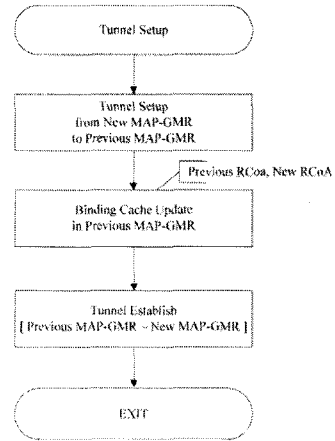 Tunnel Setup
Tunnel Setup
from New MAP-GMR
to Previous MAP-GMR
Previous RCoa, New RCoA
Binding Cache Update
in Previous MAP-GMR
Tunnel Establish
[ Previous MAP-GMR ~ New MAP-GMR ]
EXIT